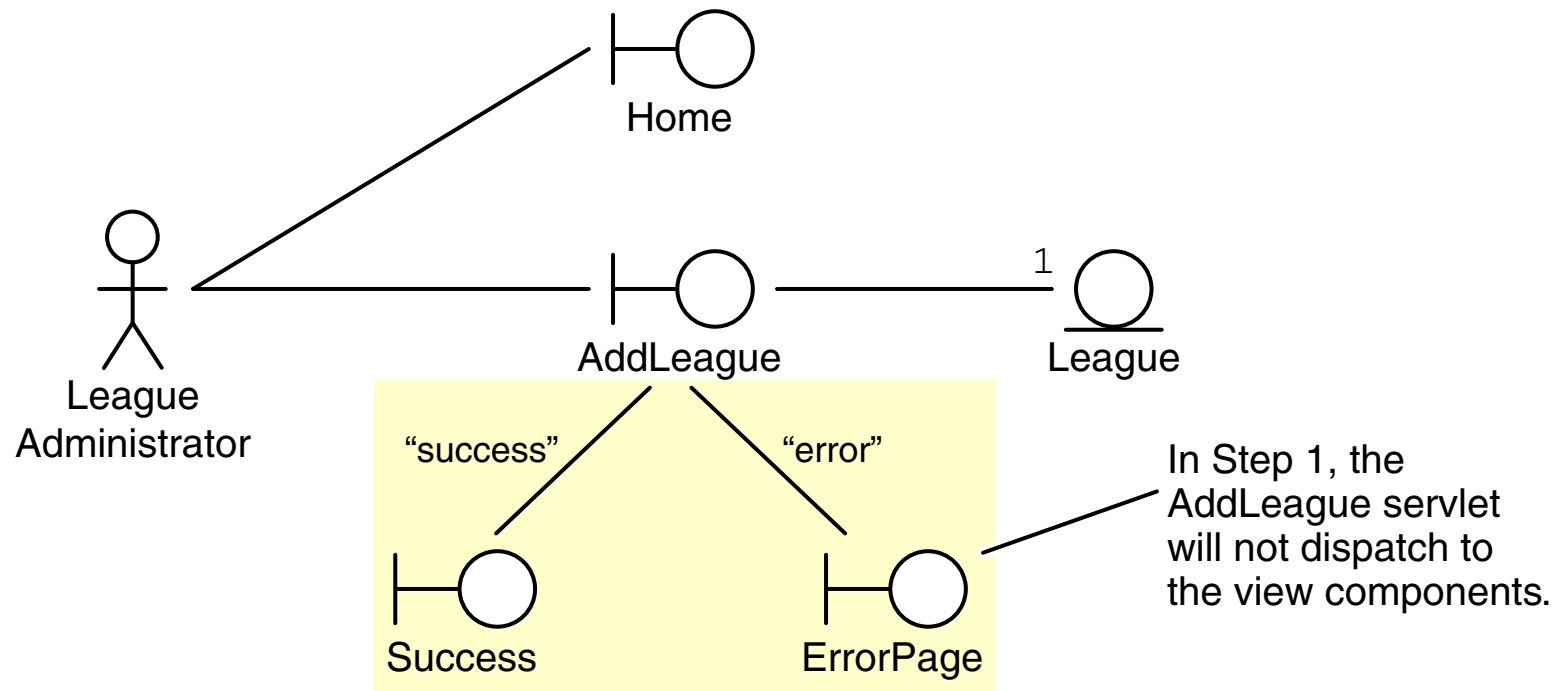 Home
1
AddLeague
League
League
Administrator
“success”
“error”
In Step 1, the
AddLeague servlet
will not dispatch to
the view components.
Success
ErrorPage